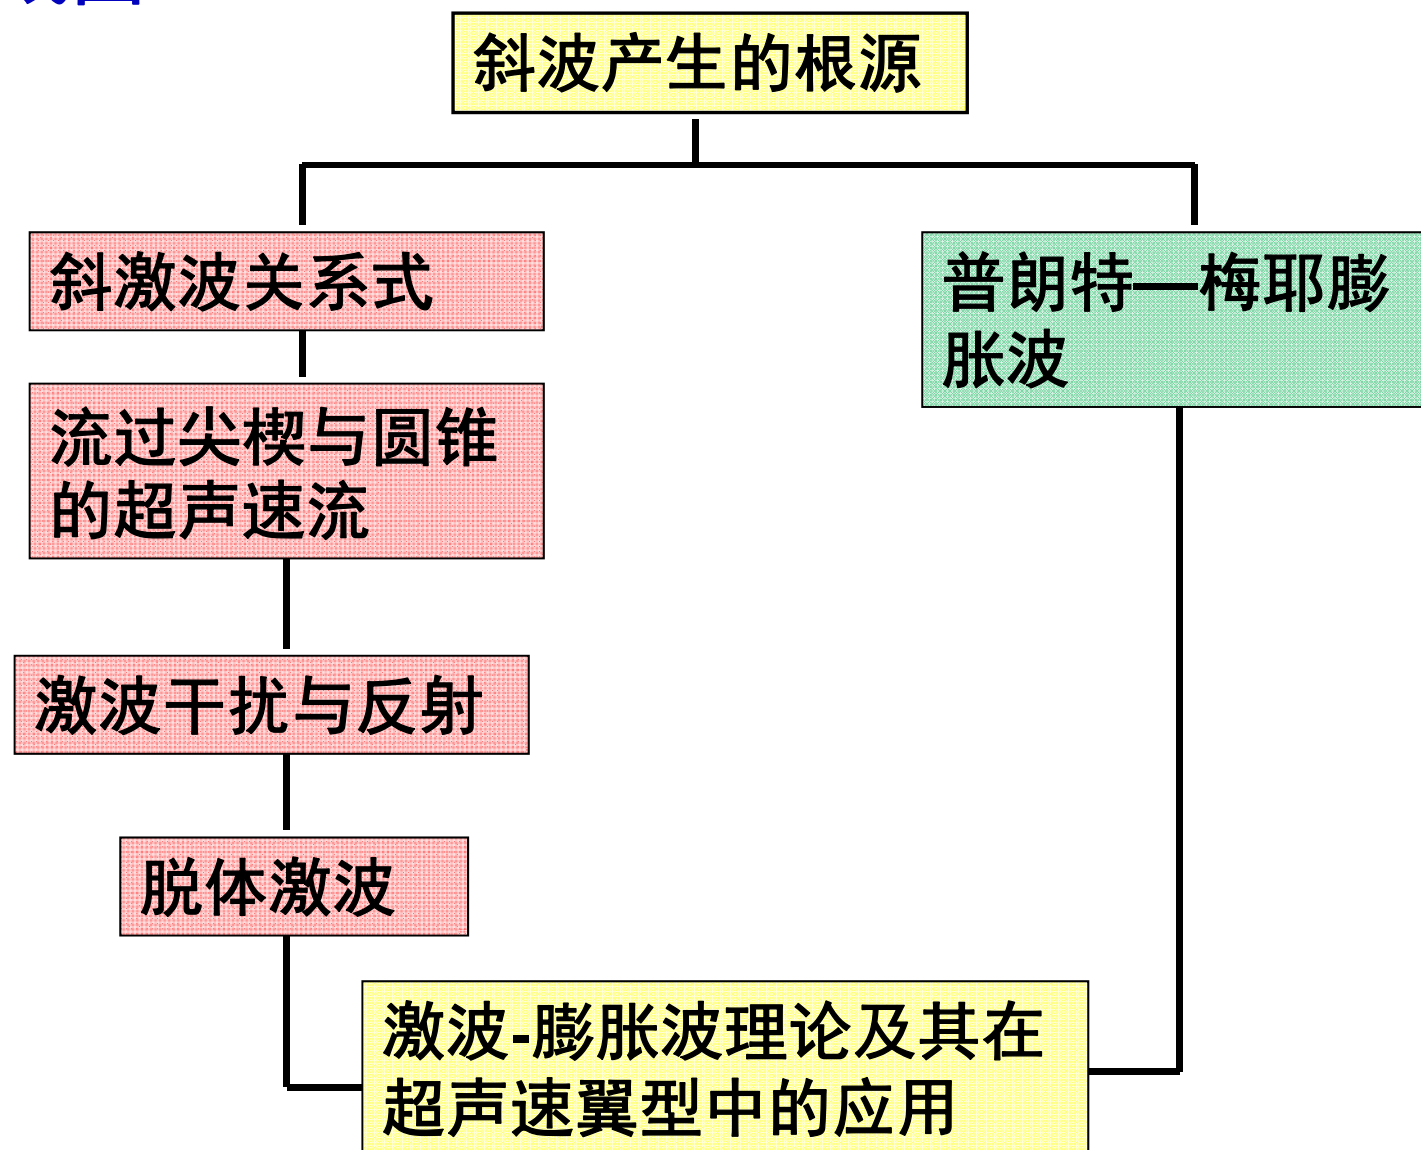 斜波产生的根源
斜激波关系式
普朗特—梅耶膨
胀波
流过尖楔与圆锥
的超声速流
激波干扰与反射
脱体激波
激波-膨胀波理论及其在
超声速翼型中的应用